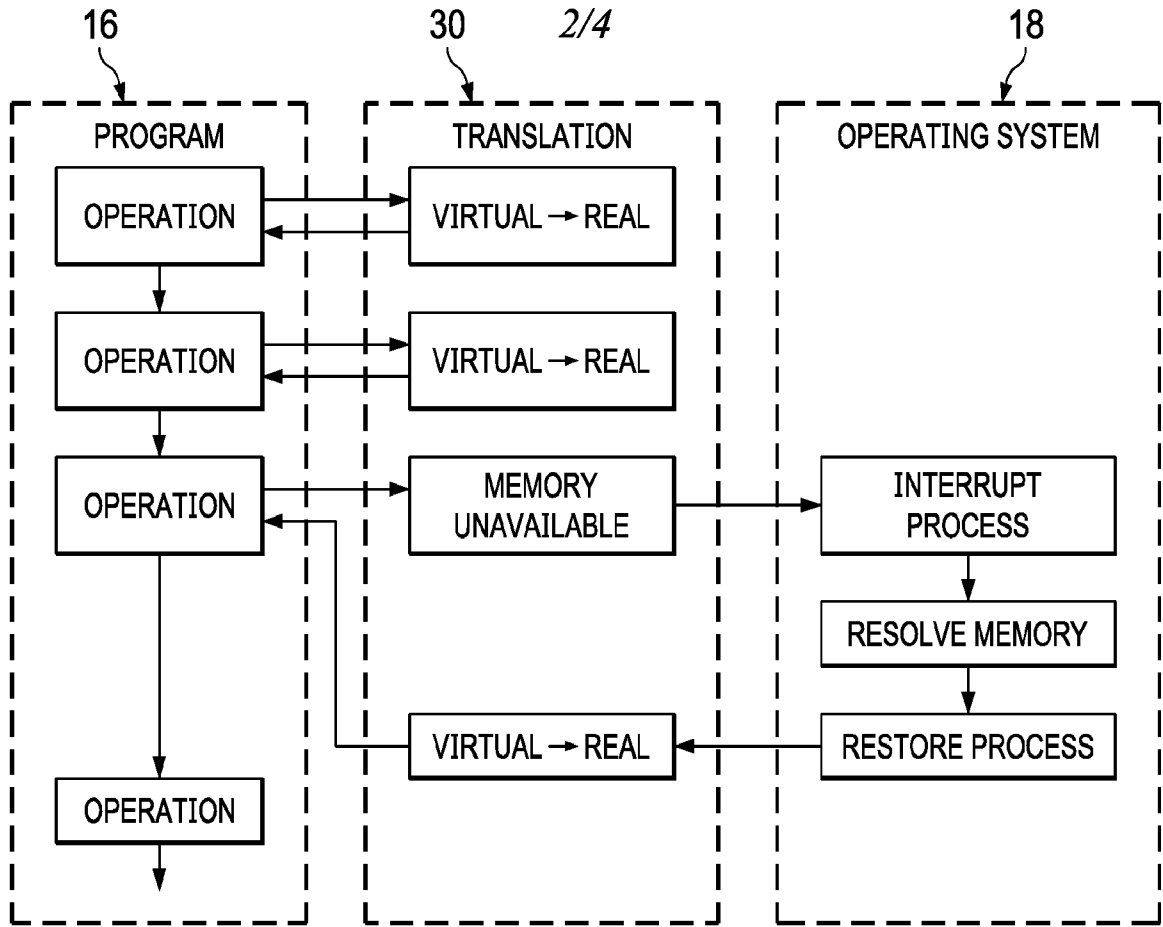 16
30
2/4
18
PROGRAM
TRANSLATION
OPERATING SYSTEM
OPERATION
VIRTUAL → REAL
OPERATION
VIRTUAL → REAL
OPERATION
MEMORY
UNAVAILABLE
INTERRUPT
PROCESS
RESOLVE MEMORY
VIRTUAL → REAL
RESTORE PROCESS
OPERATION